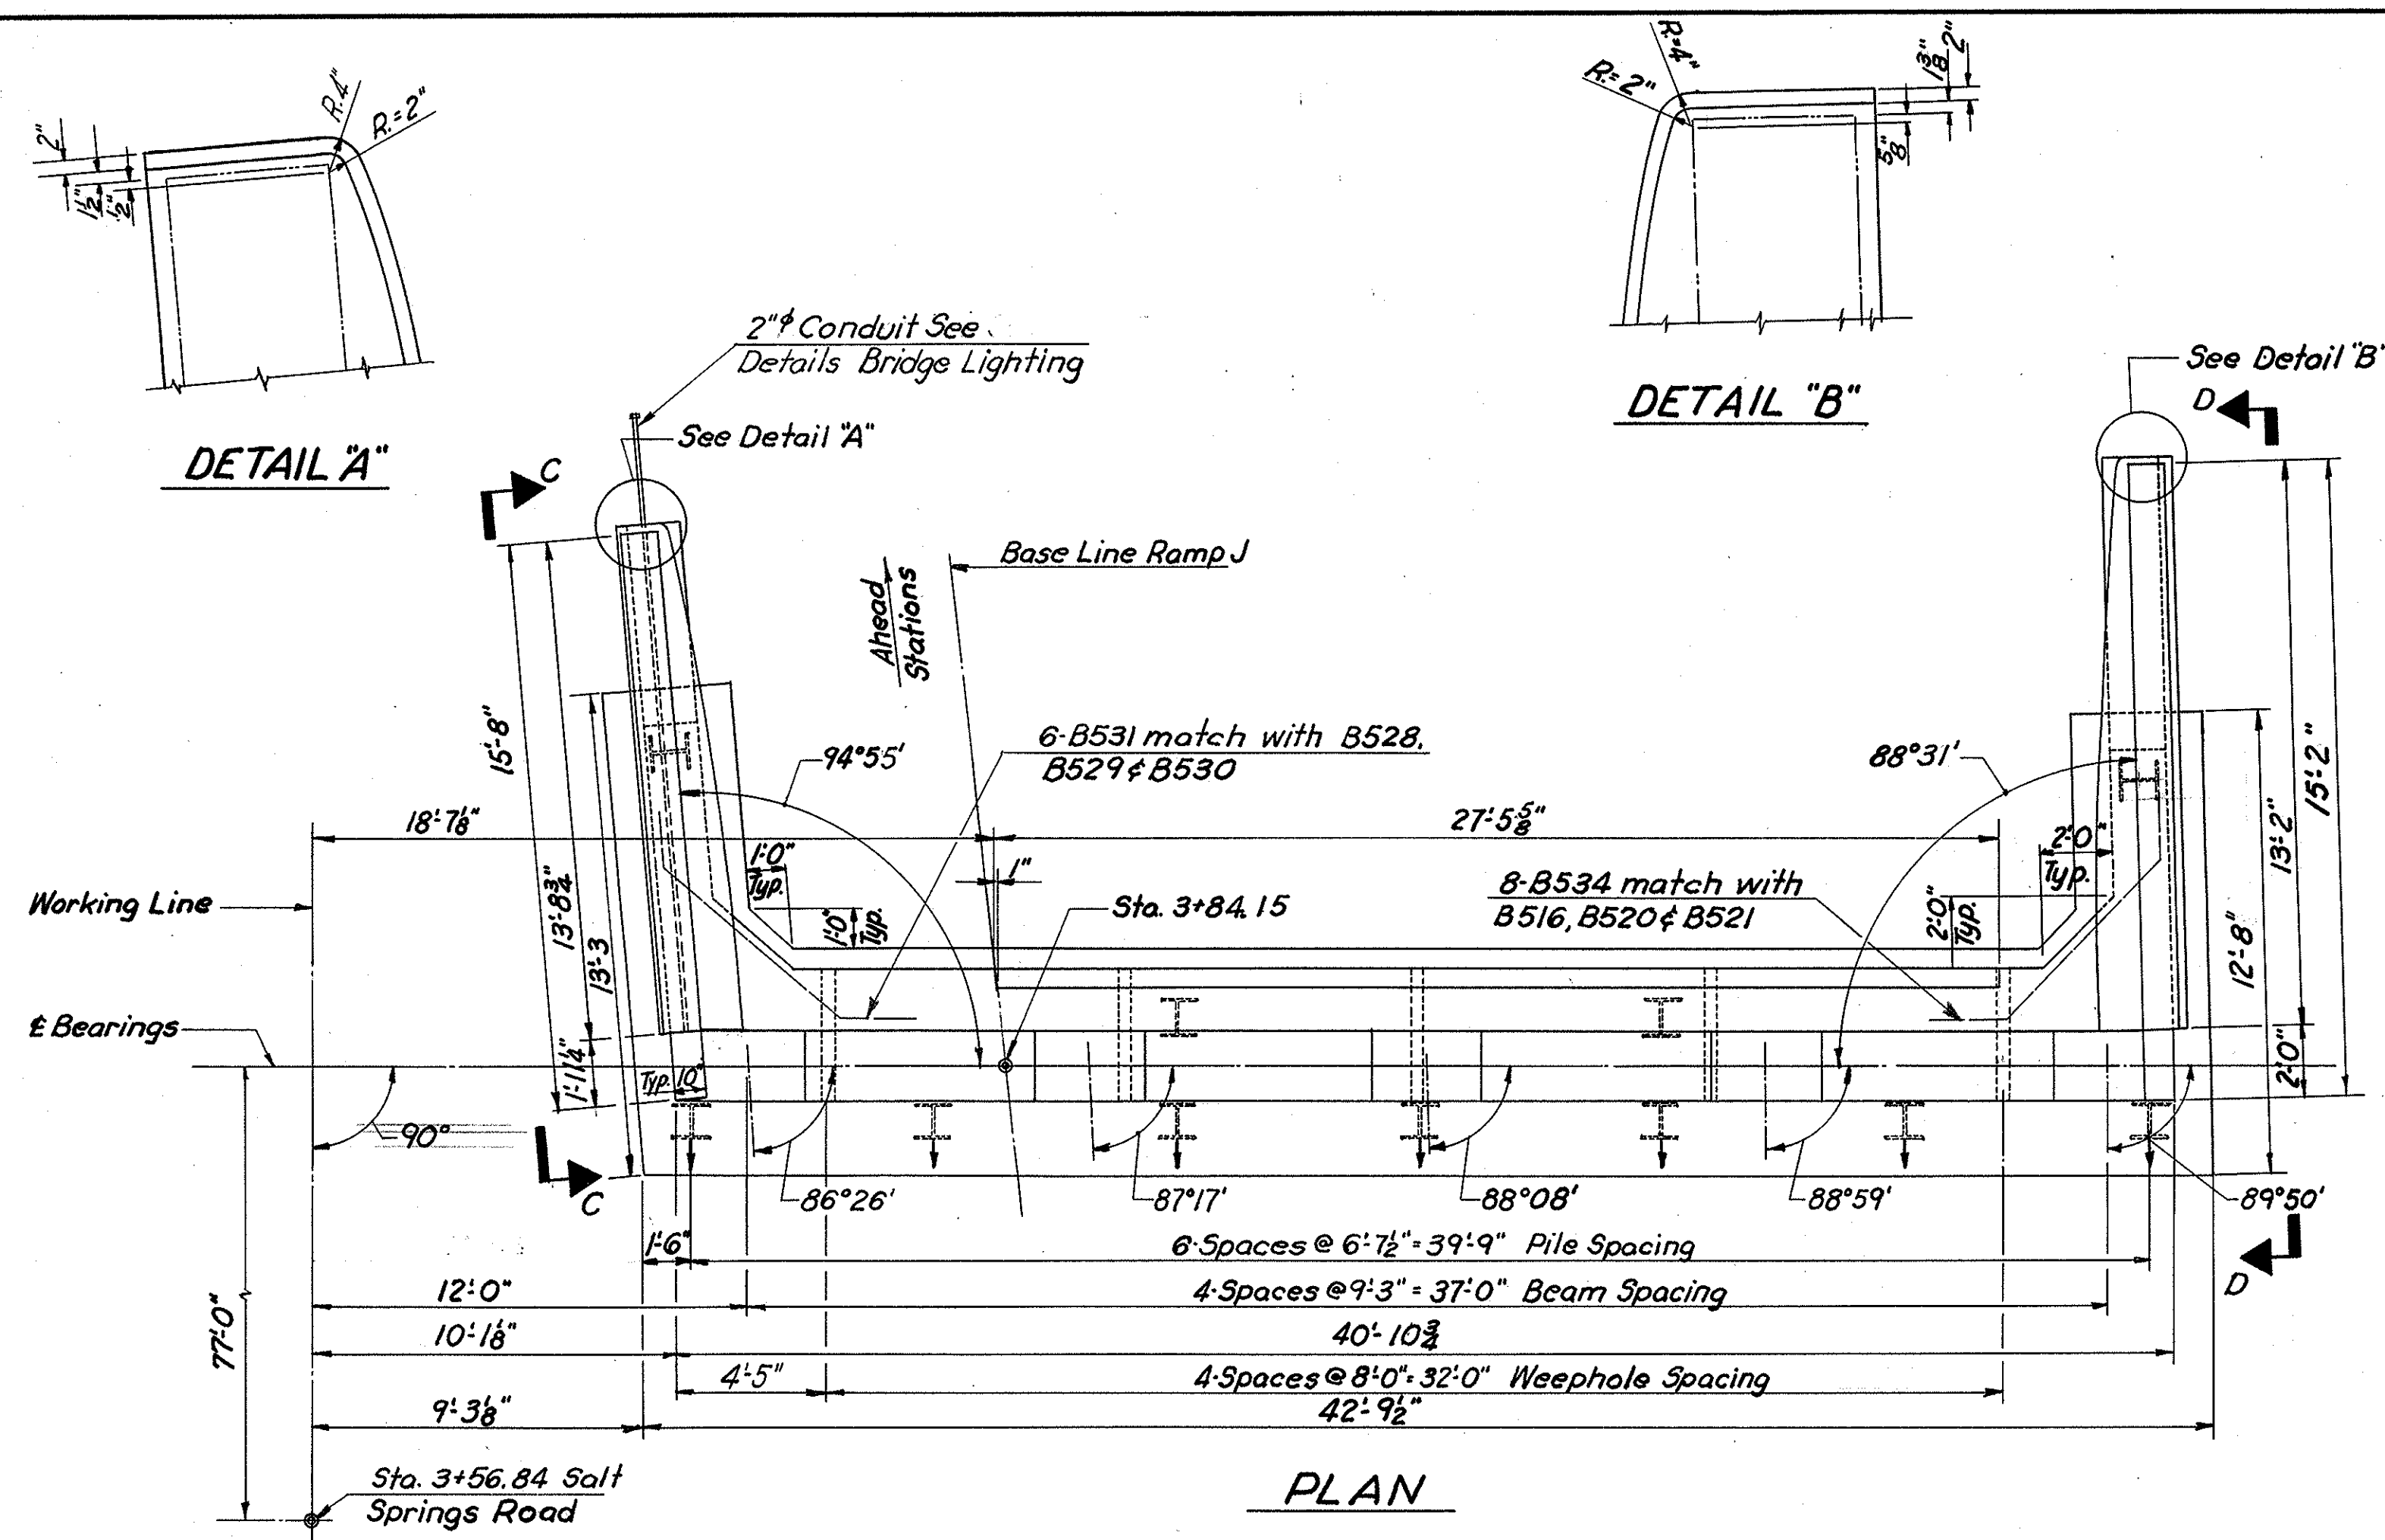 R.4"
R.=2"
2"
1 1/2"
1/2"
DETAIL "A"
R.=4"
R.=2"
1 3/8"
2"
5/8"
DETAIL "B"
2"⌀ Conduit See
Details Bridge Lighting
See Detail "A"
See Detail "B"
C
D
Base Line Ramp J
Ahead
Stations
15'-8"
13'-8 3/4"
13'-3
1'-11 1/4"
94°55'
6-B531 match with B528,
B529 & B530
88°31'
18'-7 1/8"
27'-5 5/8"
1'-0"
Typ.
1"
2'-0"
Typ.
Working Line
1'-0"
Typ.
Sta. 3+84.15
8-B534 match with
B516, B520 & B521
2'-0"
Typ.
13'-2"
15'-2"
12'-8"
2'-0"
℄ Bearings
Typ. 10"
90°
C
86°26'
87°17'
88°08'
88°59'
89°50'
D
1'-6"
6-Spaces @ 6'-7 1/2" = 39'-9" Pile Spacing
12'-0"
4-Spaces @ 9'-3" = 37'-0" Beam Spacing
77'-0"
10'-1 1/8"
40'-10 3/4
4'-5"
4-Spaces @ 8'-0" = 32'-0" Weephole Spacing
9'-3 1/8"
42'-9 1/2"
Sta. 3+56.84 Salt
Springs Road
PLAN